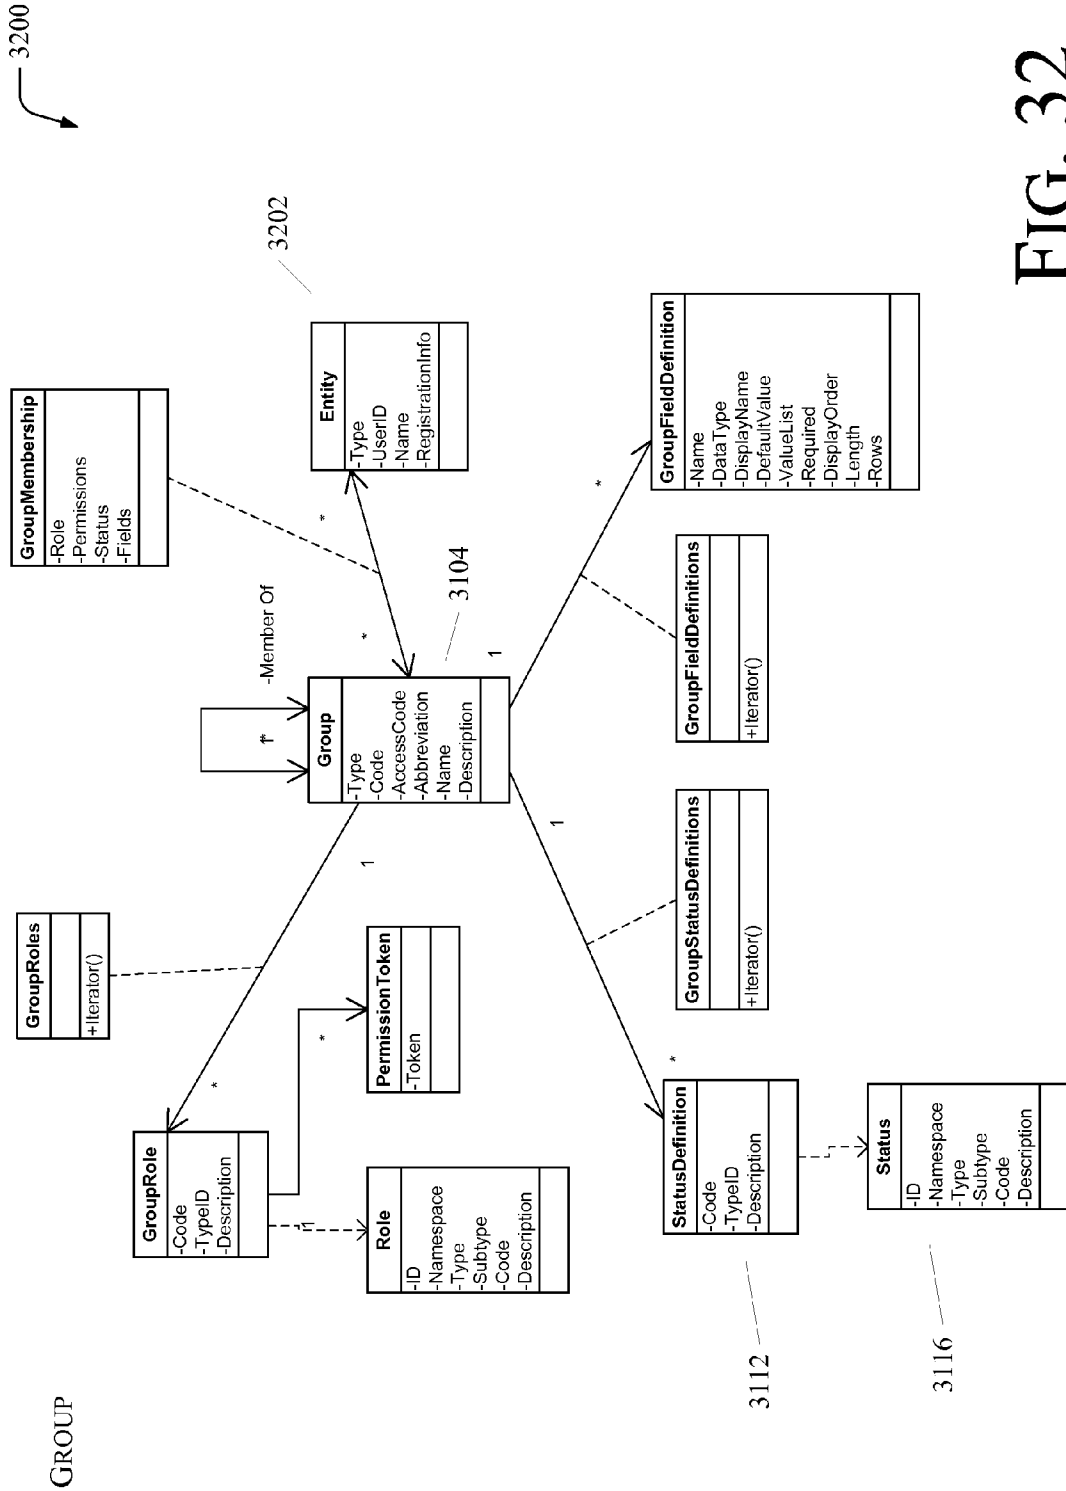 GROUP
3200
GroupRoles
+Iterator()
GroupMembership
-Role
-Permissions
-Status
-Fields
GroupRole
-Code
-TypeID
-Description
*
1
-Member Of
1
*
*
*
3202
Role
-ID
-Namespace
-Type
-Subtype
-Code
-Description
1
PermissionToken
-Token
*
Group
-Type
-Code
-AccessCode
-Abbreviation
-Name
-Description
Entity
-Type
-UserID
-Name
-RegistrationInfo
3104
1
1
*
*
StatusDefinition
-Code
-TypeID
-Description
GroupStatusDefinitions
+Iterator()
GroupFieldDefinitions
+Iterator()
GroupFieldDefinition
-Name
-DataType
-DisplayName
-DefaultValue
-ValueList
-Required
-DisplayOrder
-Length
-Rows
3112
Status
-ID
-Namespace
-Type
-Subtype
-Code
-Description
3116
FIG. 32